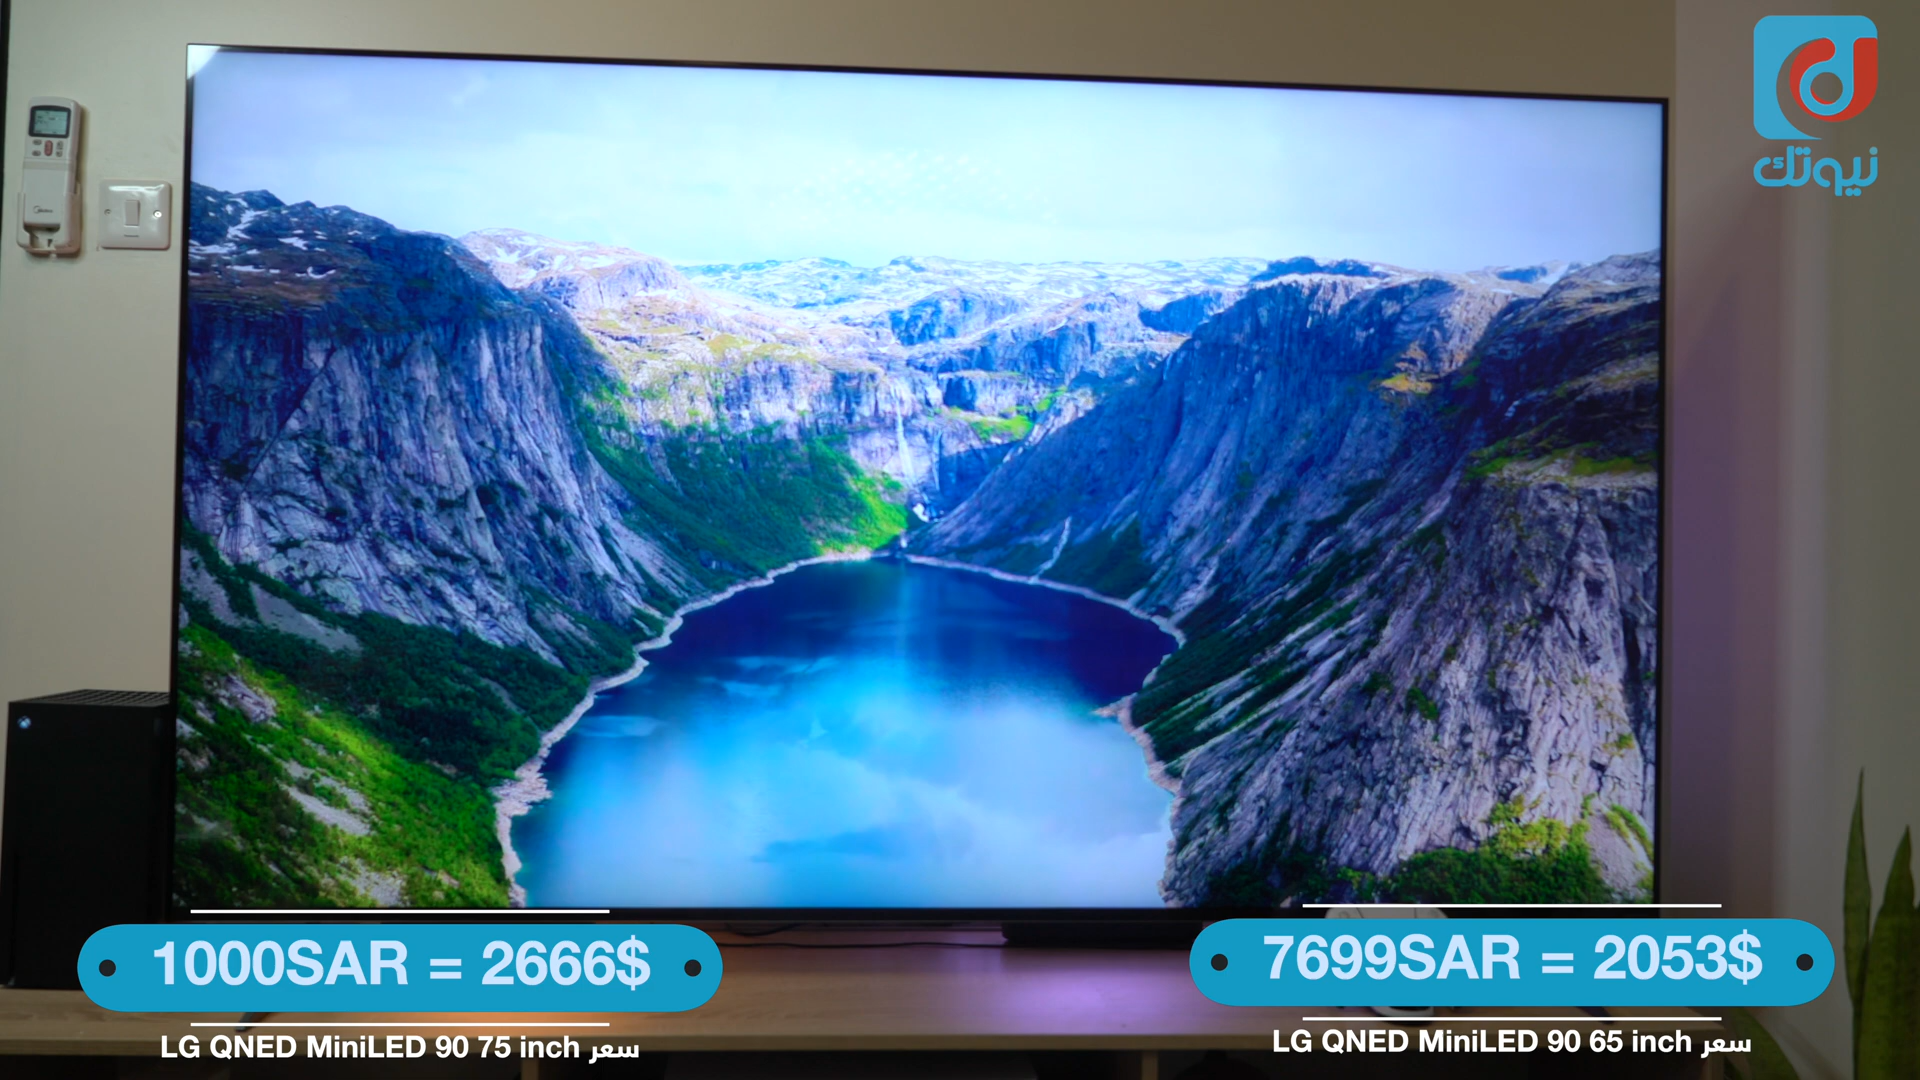 نيوتك
1000SAR = 2666$
سعر LG QNED MiniLED 90 75 inch
7699SAR = 2053$
سعر LG QNED MiniLED 90 65 inch